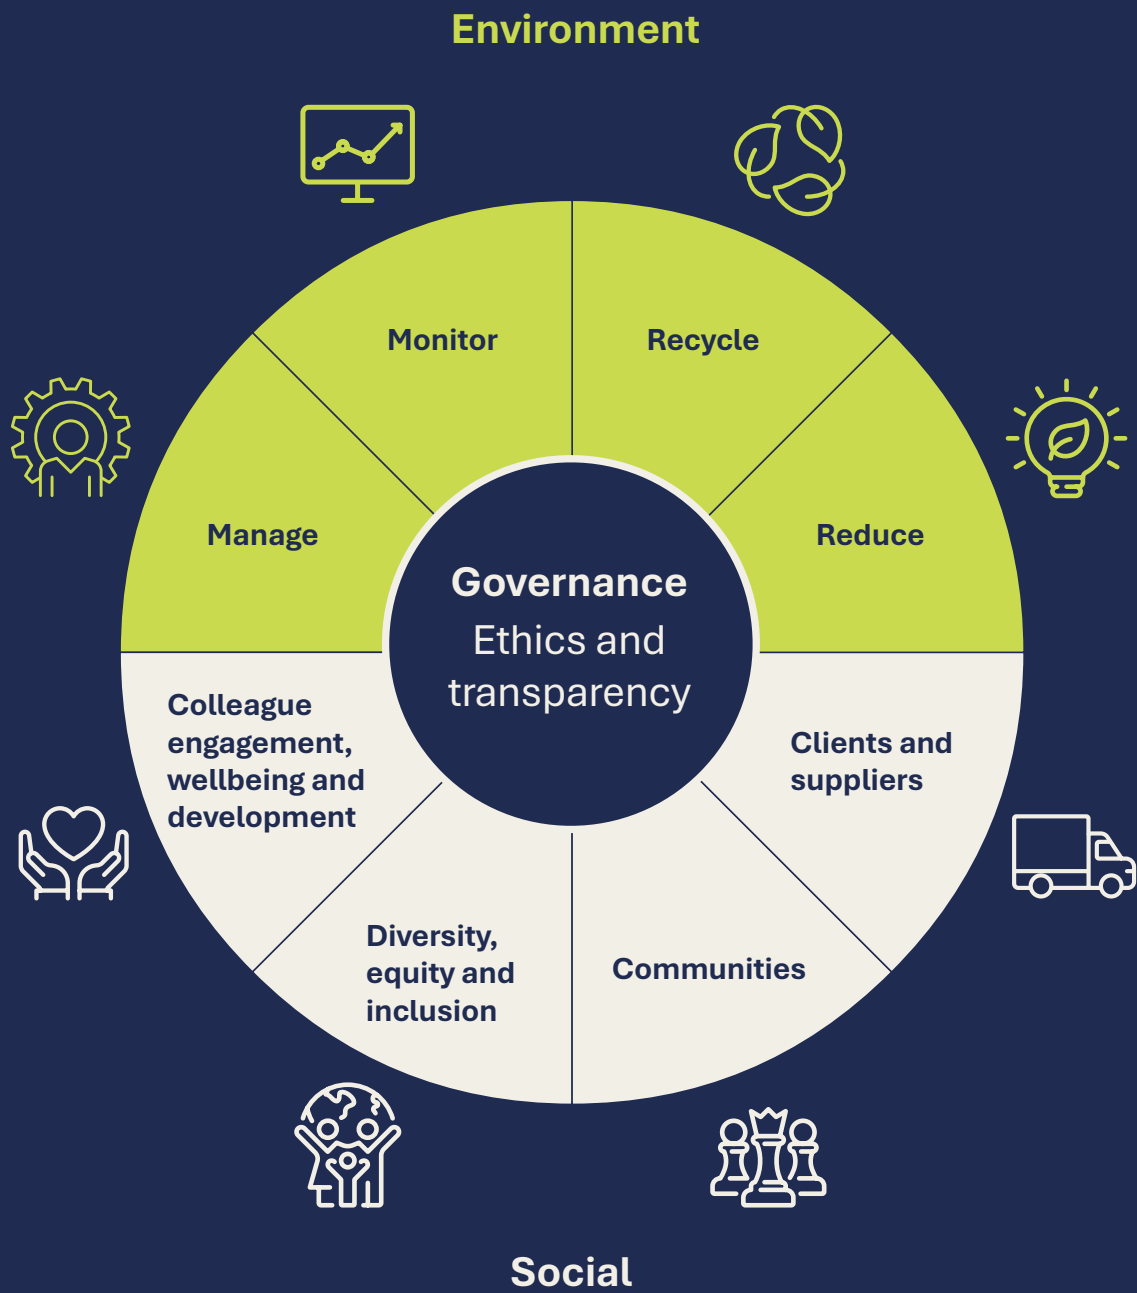 Environment
Monitor
Recycle
Manage
Reduce
Governance
Ethics and
transparency
Colleague
engagement,
wellbeing and
development
Clients and
suppliers
Diversity,
equity and
inclusion
Communities
Social